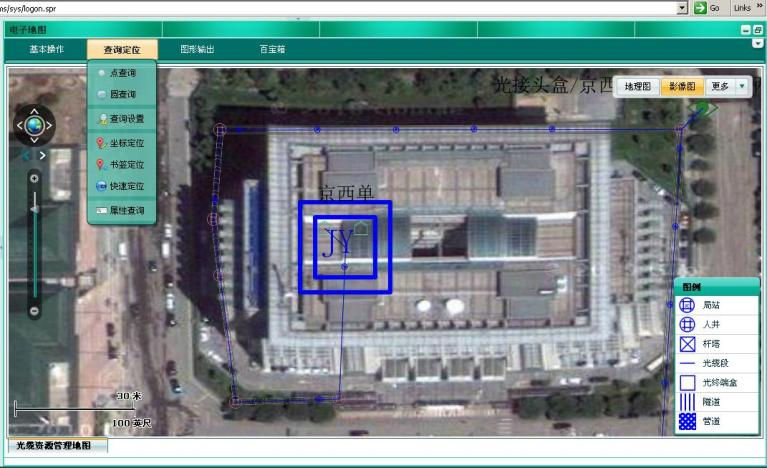 ms/sys/logon.spr
Go
Links »
电子地图
基本操作
查询定位
图形输出
百宝箱
点查询
圆查询
查询设置
坐标定位
书签定位
快速定位
属性查询
光接头盒/京西
地理图
影像图
更多
京西单
JY
图例
局站
人井
杆塔
光缆段
光终端盒
隧道
管道
30 米
100 英尺
光缆资源管理地图